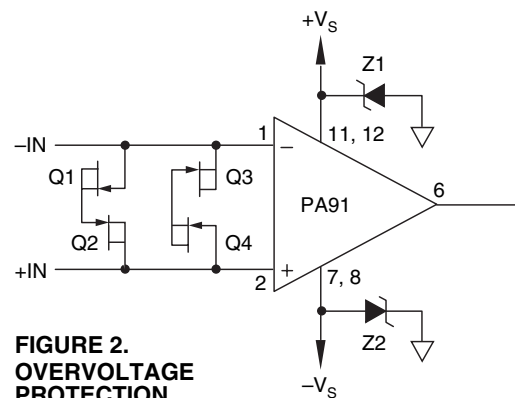 +VS
Z1
–IN
1
–
11, 12
Q1
Q3
PA91
6
Q2
Q4
+IN
2
+
7, 8
Z2
–VS
FIGURE 2.
OVERVOLTAGE
PROTECTION